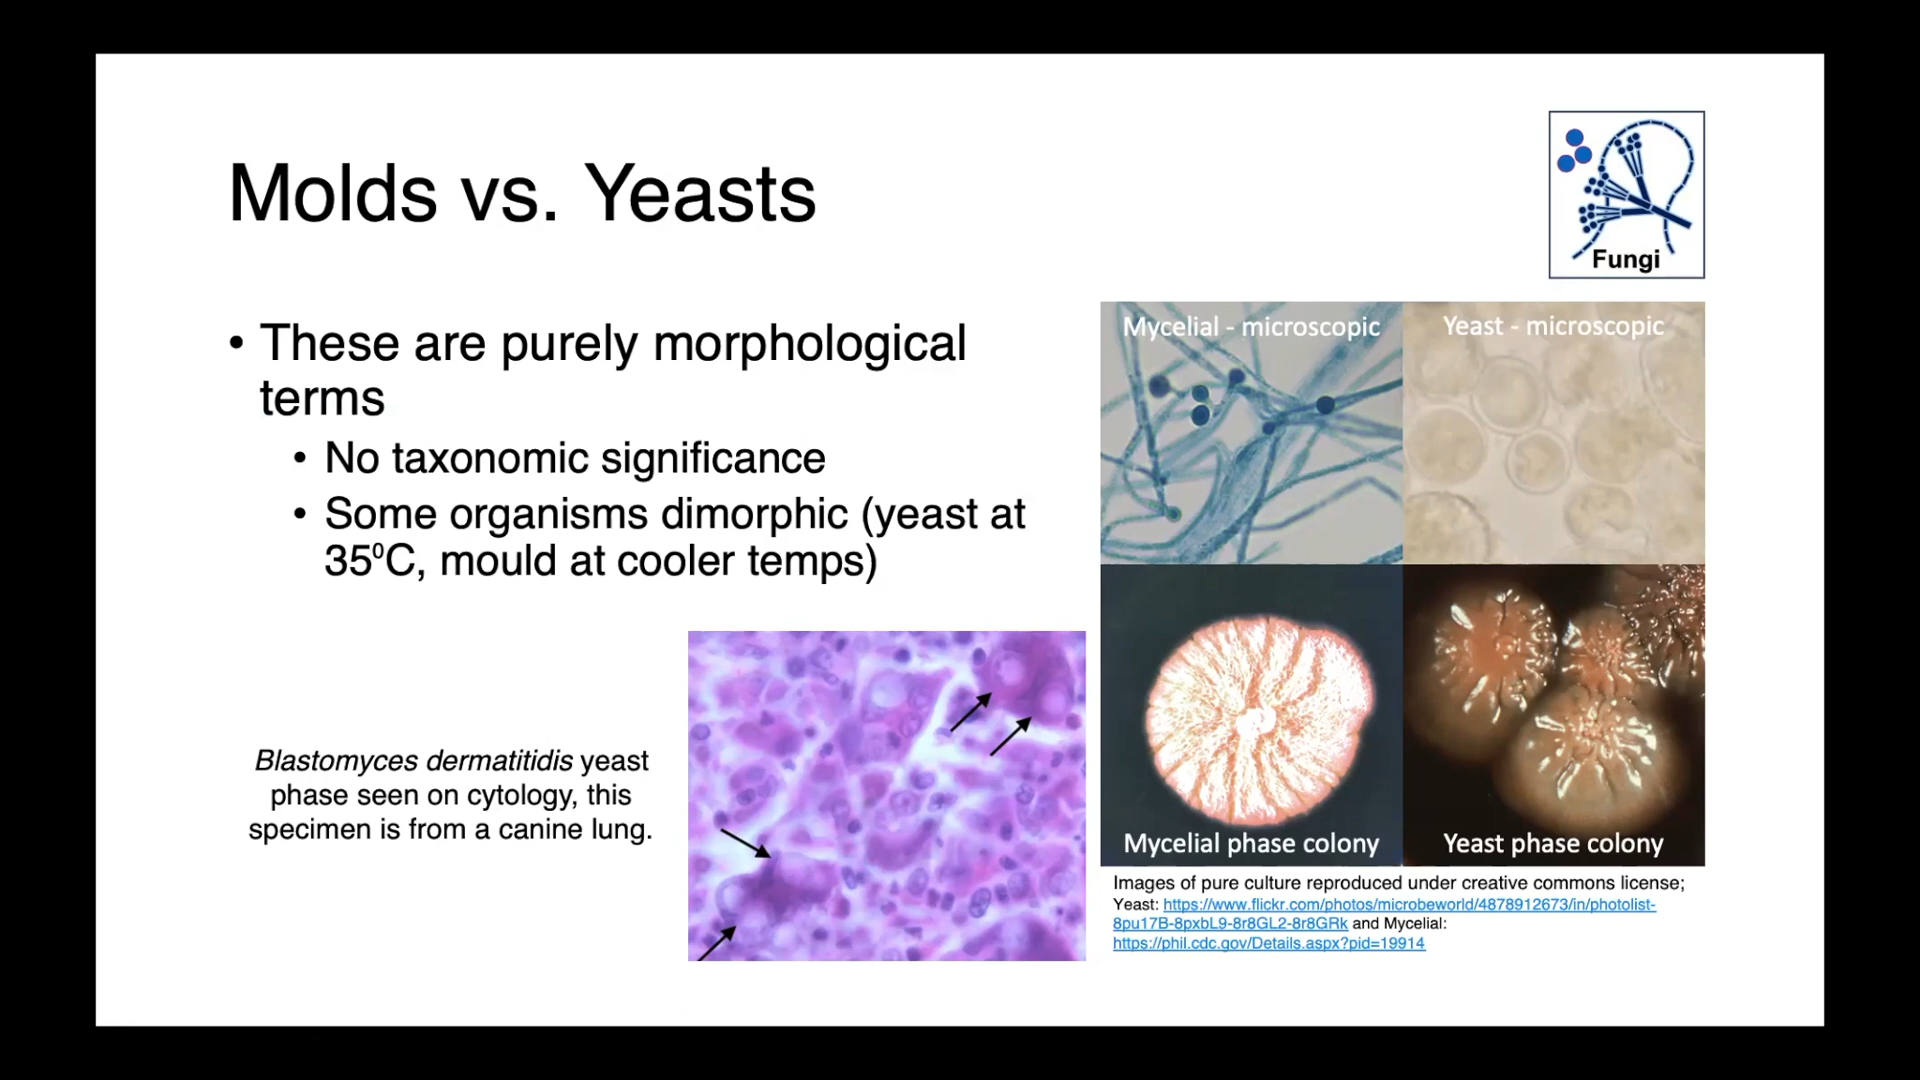 Molds vs. Yeasts
Fungi
• These are purely morphological
terms
• No taxonomic significance
• Some organisms dimorphic (yeast at
35⁰C, mould at cooler temps)
Mycelial - microscopic
Yeast - microscopic
Mycelial phase colony
Yeast phase colony
Blastomyces dermatitidis yeast
phase seen on cytology, this
specimen is from a canine lung.
Images of pure culture reproduced under creative commons license;
Yeast: https://www.flickr.com/photos/microbeworld/4878912673/in/photolist-
8pu17B-8pxbL9-8r8GL2-8r8GRk and Mycelial:
https://phil.cdc.gov/Details.aspx?pid=19914